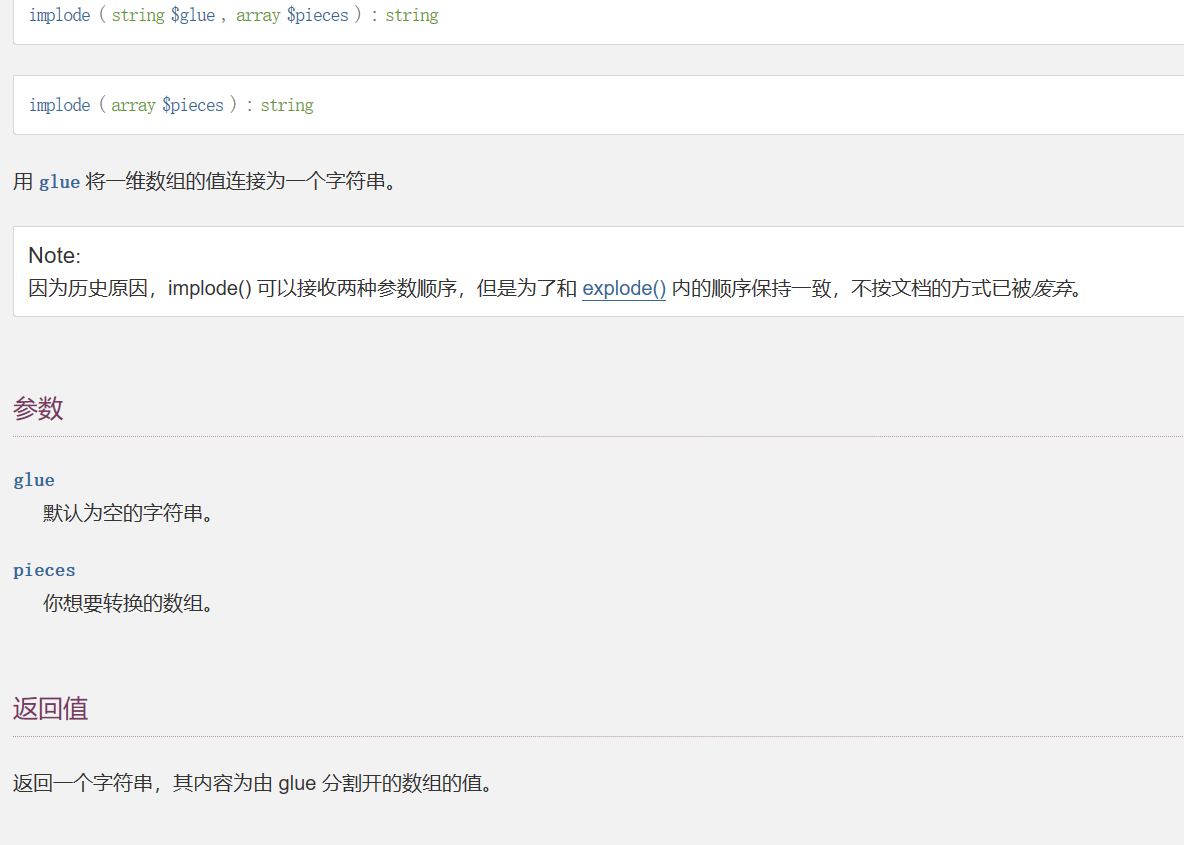 implode ( string $glue , array $pieces ) : string
implode ( array $pieces ) : string
用 glue 将一维数组的值连接为一个字符串。
Note:
因为历史原因，implode() 可以接收两种参数顺序，但是为了和 explode() 内的顺序保持一致，不按文档的方式已被废弃。
参数
glue
默认为空的字符串。
pieces
你想要转换的数组。
返回值
返回一个字符串，其内容为由 glue 分割开的数组的值。